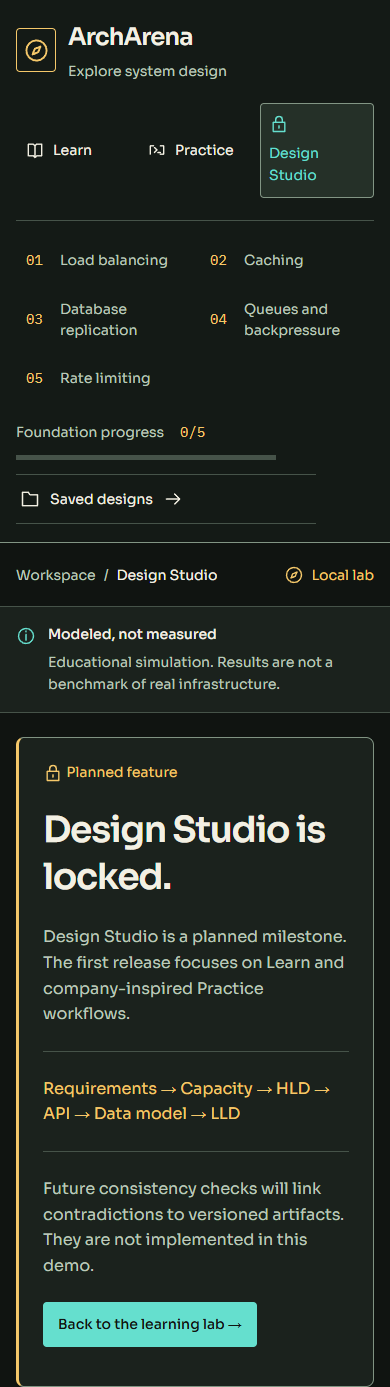 ArchArena
Explore system design
Learn
Practice
Design
Studio
01 Load balancing
02 Caching
03 Database
replication
04 Queues and
backpressure
05 Rate limiting
Foundation progress 0/5
Saved designs →
Workspace / Design Studio
Local lab
Modeled, not measured
Educational simulation. Results are not a
benchmark of real infrastructure.
Planned feature
Design Studio is
locked.
Design Studio is a planned milestone.
The first release focuses on Learn and
company-inspired Practice
workflows.
Requirements → Capacity → HLD →
API → Data model → LLD
Future consistency checks will link
contradictions to versioned artifacts.
They are not implemented in this
demo.
Back to the learning lab →